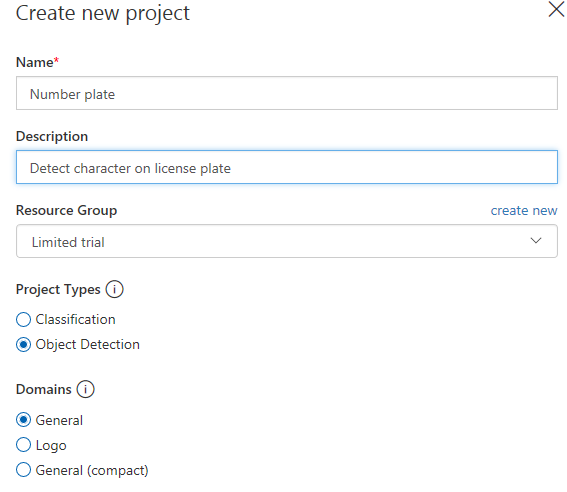 Create new project
Name*
Number plate
Description
Detect character on license plate
Resource Group create new
Limited trial
Project Types i
Classification
Object Detection
Domains i
General
Logo
General (compact)